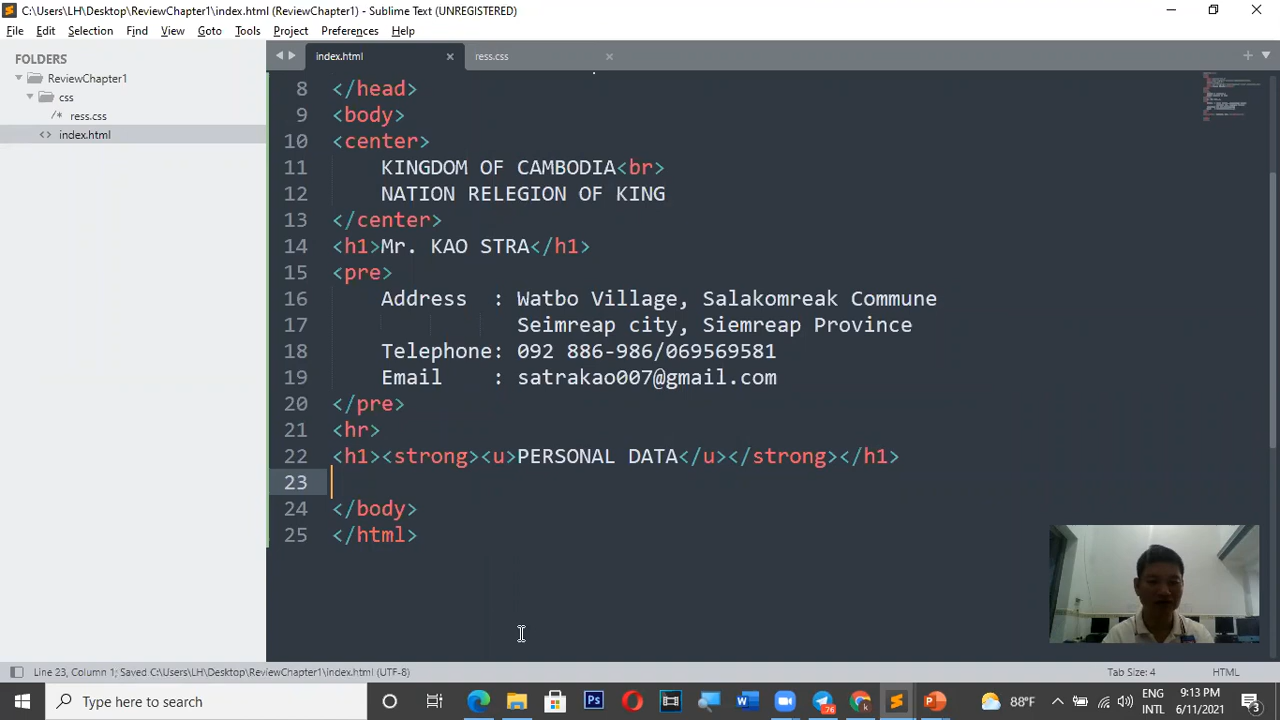 C:\Users\LH\Desktop\ReviewChapter1\index.html (ReviewChapter1) - Sublime Text (UNREGISTERED)
File Edit Selection Find View Goto Tools Project Preferences Help
FOLDERS
ReviewChapter1
css
/* ress.css
<> index.html
index.html ress.css
8 </head>
9 <body>
10 <center>
11 KINGDOM OF CAMBODIA<br>
12 NATION RELEGION OF KING
13 </center>
14 <h1>Mr. KAO STRA</h1>
15 <pre>
16 Address : Watbo Village, Salakomreak Commune
17 Seimreap city, Siemreap Province
18 Telephone: 092 886-986/069569581
19 Email : satrakao007@gmail.com
20 </pre>
21 <hr>
22 <h1><strong><u>PERSONAL DATA</u></strong></h1>
23
24 </body>
25 </html>
Line 23, Column 1; Saved C:\Users\LH\Desktop\ReviewChapter1\index.html (UTF-8) Tab Size: 4 HTML
Type here to search
Ps
W
76
88°F
ENG
INTL
9:13 PM
6/11/2021
3